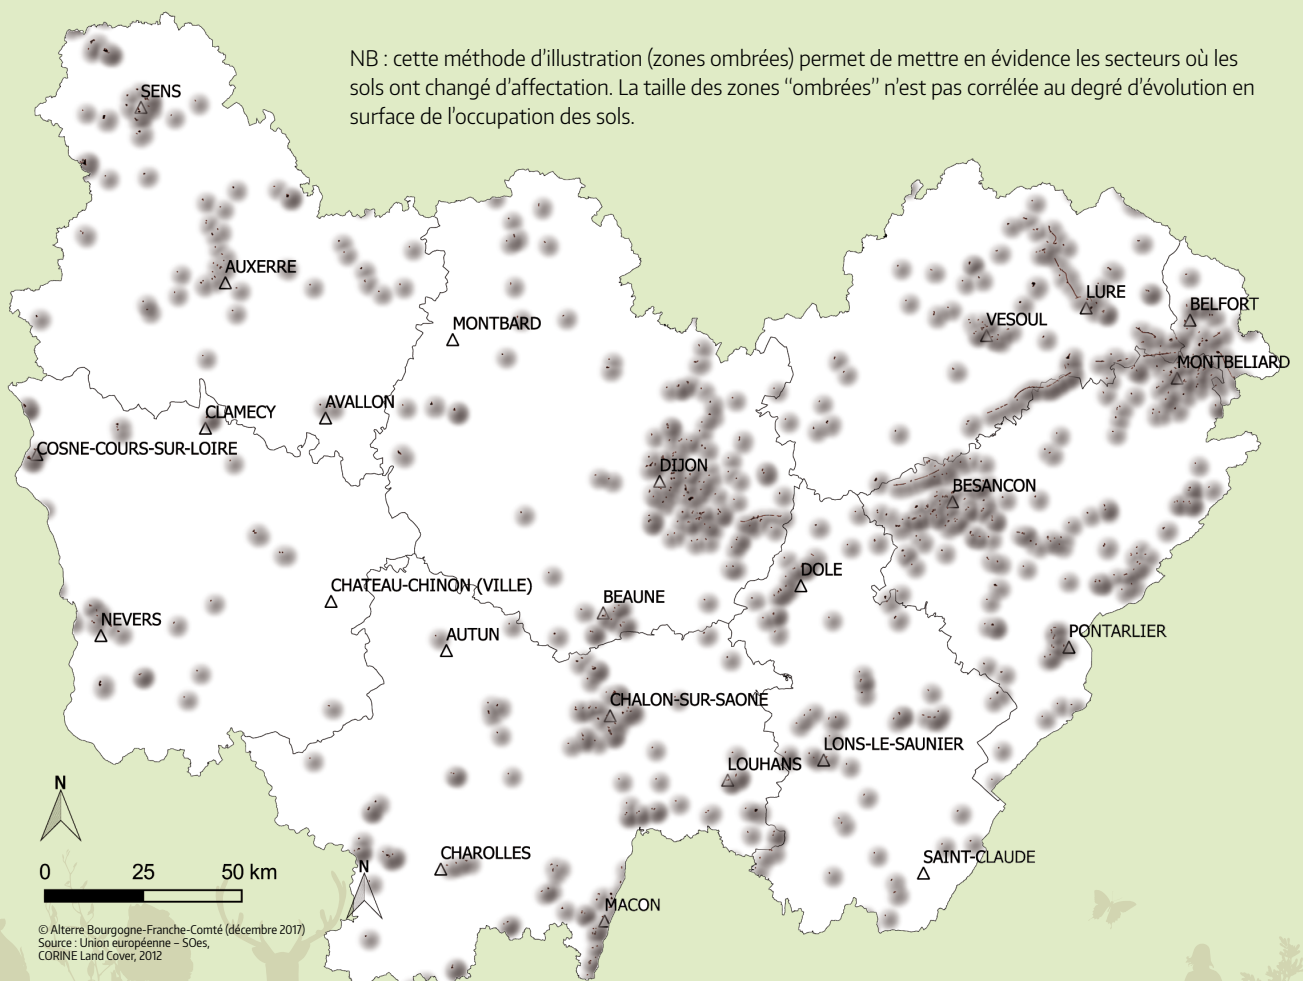 NB : cette méthode d’illustration (zones ombrées) permet de mettre en évidence les secteurs où les
sols ont changé d’affectation. La taille des zones “ombrées” n’est pas corrélée au degré d’évolution en
surface de l’occupation des sols.
SENS
AUXERRE
MONTBARD
LURE
BELFORT
VESOUL
MONTBELIARD
AVALLON
CLAMECY
COSNE-COURS-SUR-LOIRE
DIJON
BESANCON
DOLE
CHATEAU-CHINON (VILLE)
BEAUNE
NEVERS
AUTUN
PONTARLIER
CHALON-SUR-SAONE
LONS-LE-SAUNIER
LOUHANS
N
CHAROLLES
SAINT-CLAUDE
N
0 25 50 km
MACON
© Alterre Bourgogne-Franche-Comté (décembre 2017)
Source : Union européenne – SOes,
CORINE Land Cover, 2012